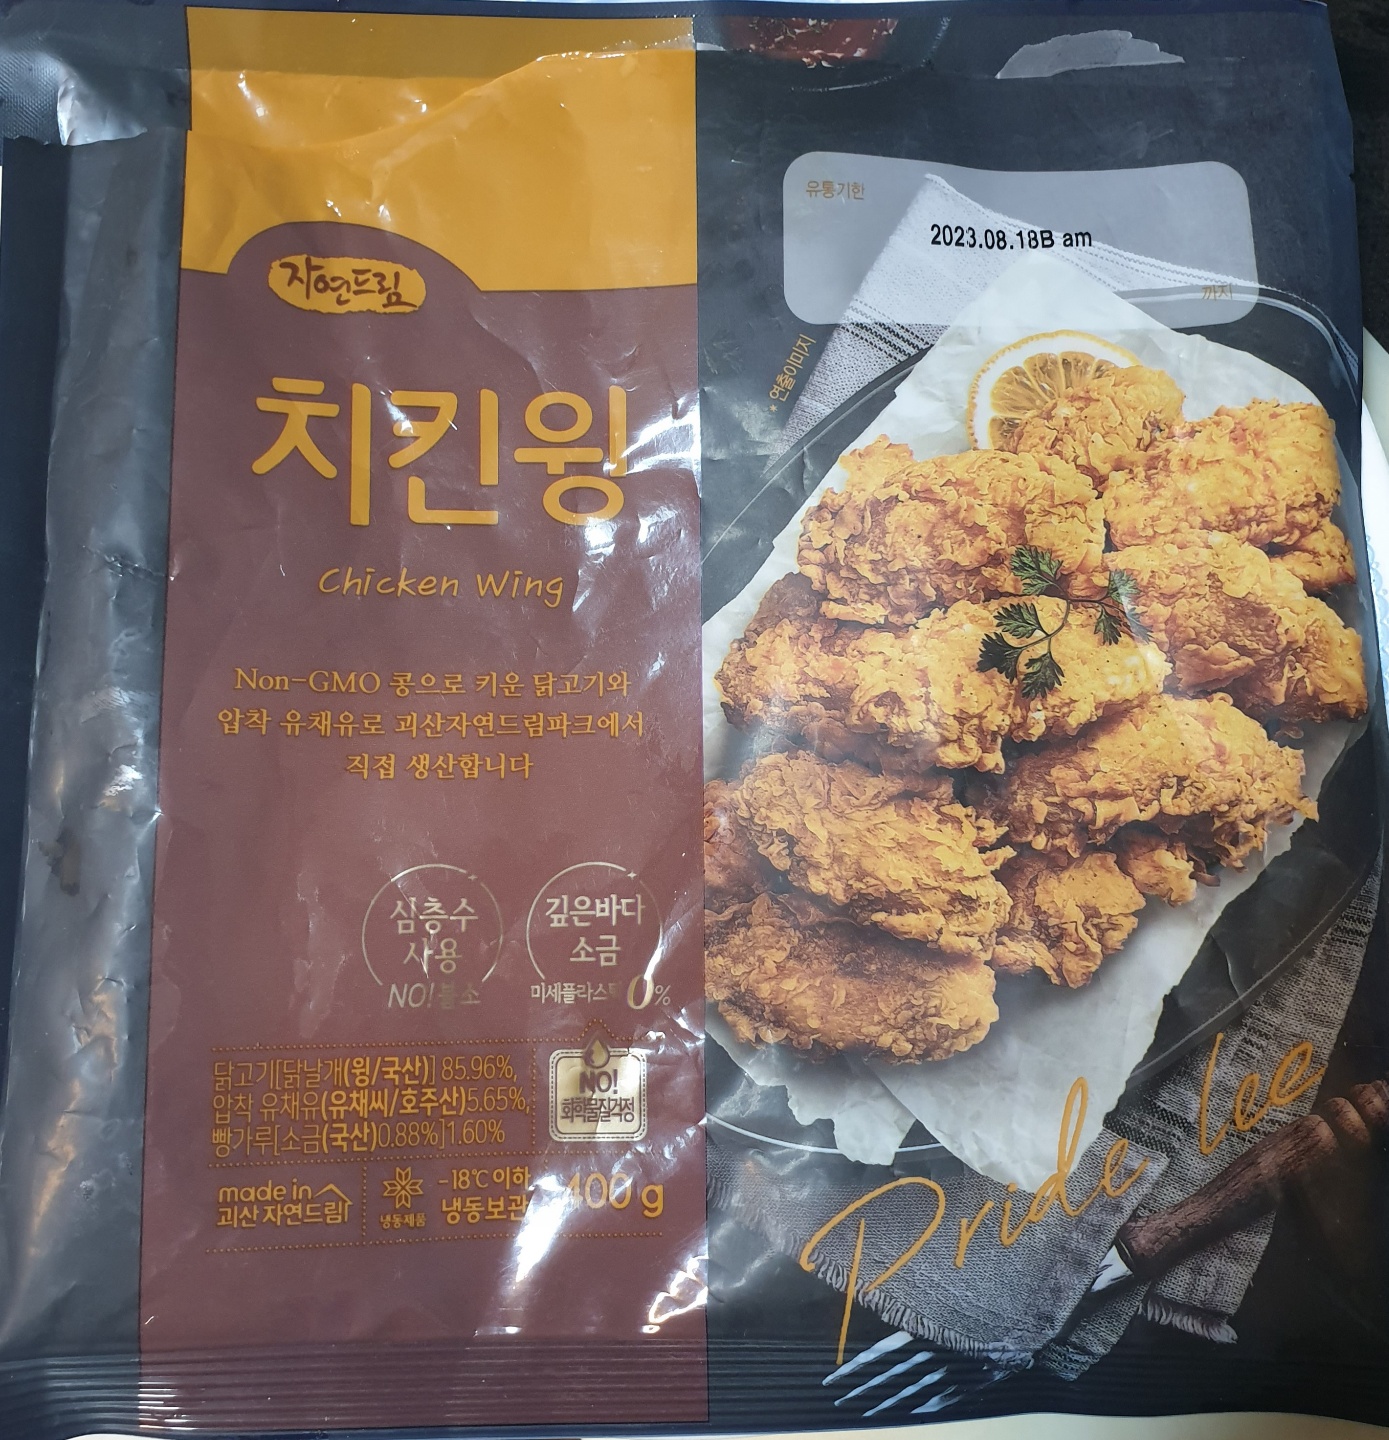 자연드림
치킨윙
Chicken Wing
Non-GMO 콩으로 키운 닭고기와
압착 유채유로 괴산자연드림파크에서
직접 생산합니다
심층수
사용
NO! 불소
깊은바다
소금
미세플라스틱 0%
닭고기[닭날개(윙/국산)] 85.96%,
압착 유채유(유채씨/호주산)5.65%,
빵가루[소금(국산)0.88%]1.60%
NO!
화학물질걱정
made in
괴산 자연드림
냉동제품
-18℃ 이하
냉동보관
400 g
유통기한
2023.08.18B am
까지
* 연출이미지
Pride lee